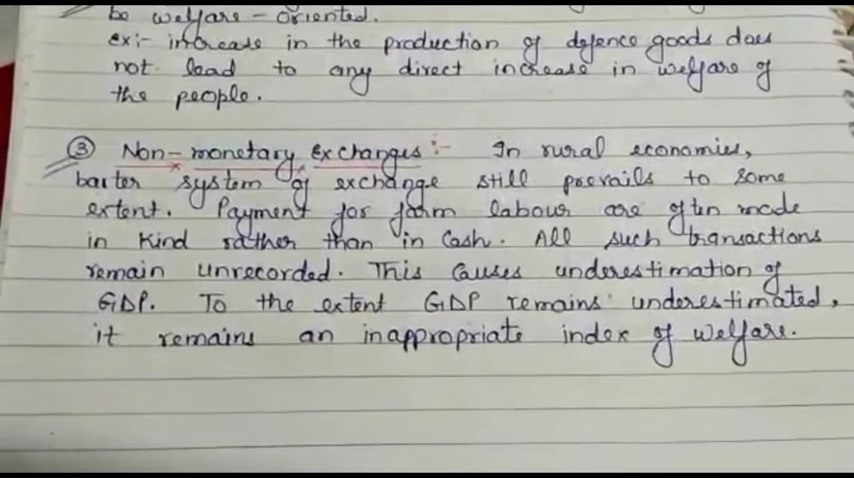 be welfare - oriented.
ex:- increase in the production of defence goods does
not lead to any direct increase in welfare of
the people.
③ Non-monetary exchanges :- In rural economies,
barter system of exchange still prevails to some
extent. Payment for farm labour are often made
in kind rather than in cash. All such transactions
remain unrecorded. This causes underestimation of
GDP. To the extent GDP remains underestimated,
it remains an inappropriate index of welfare.